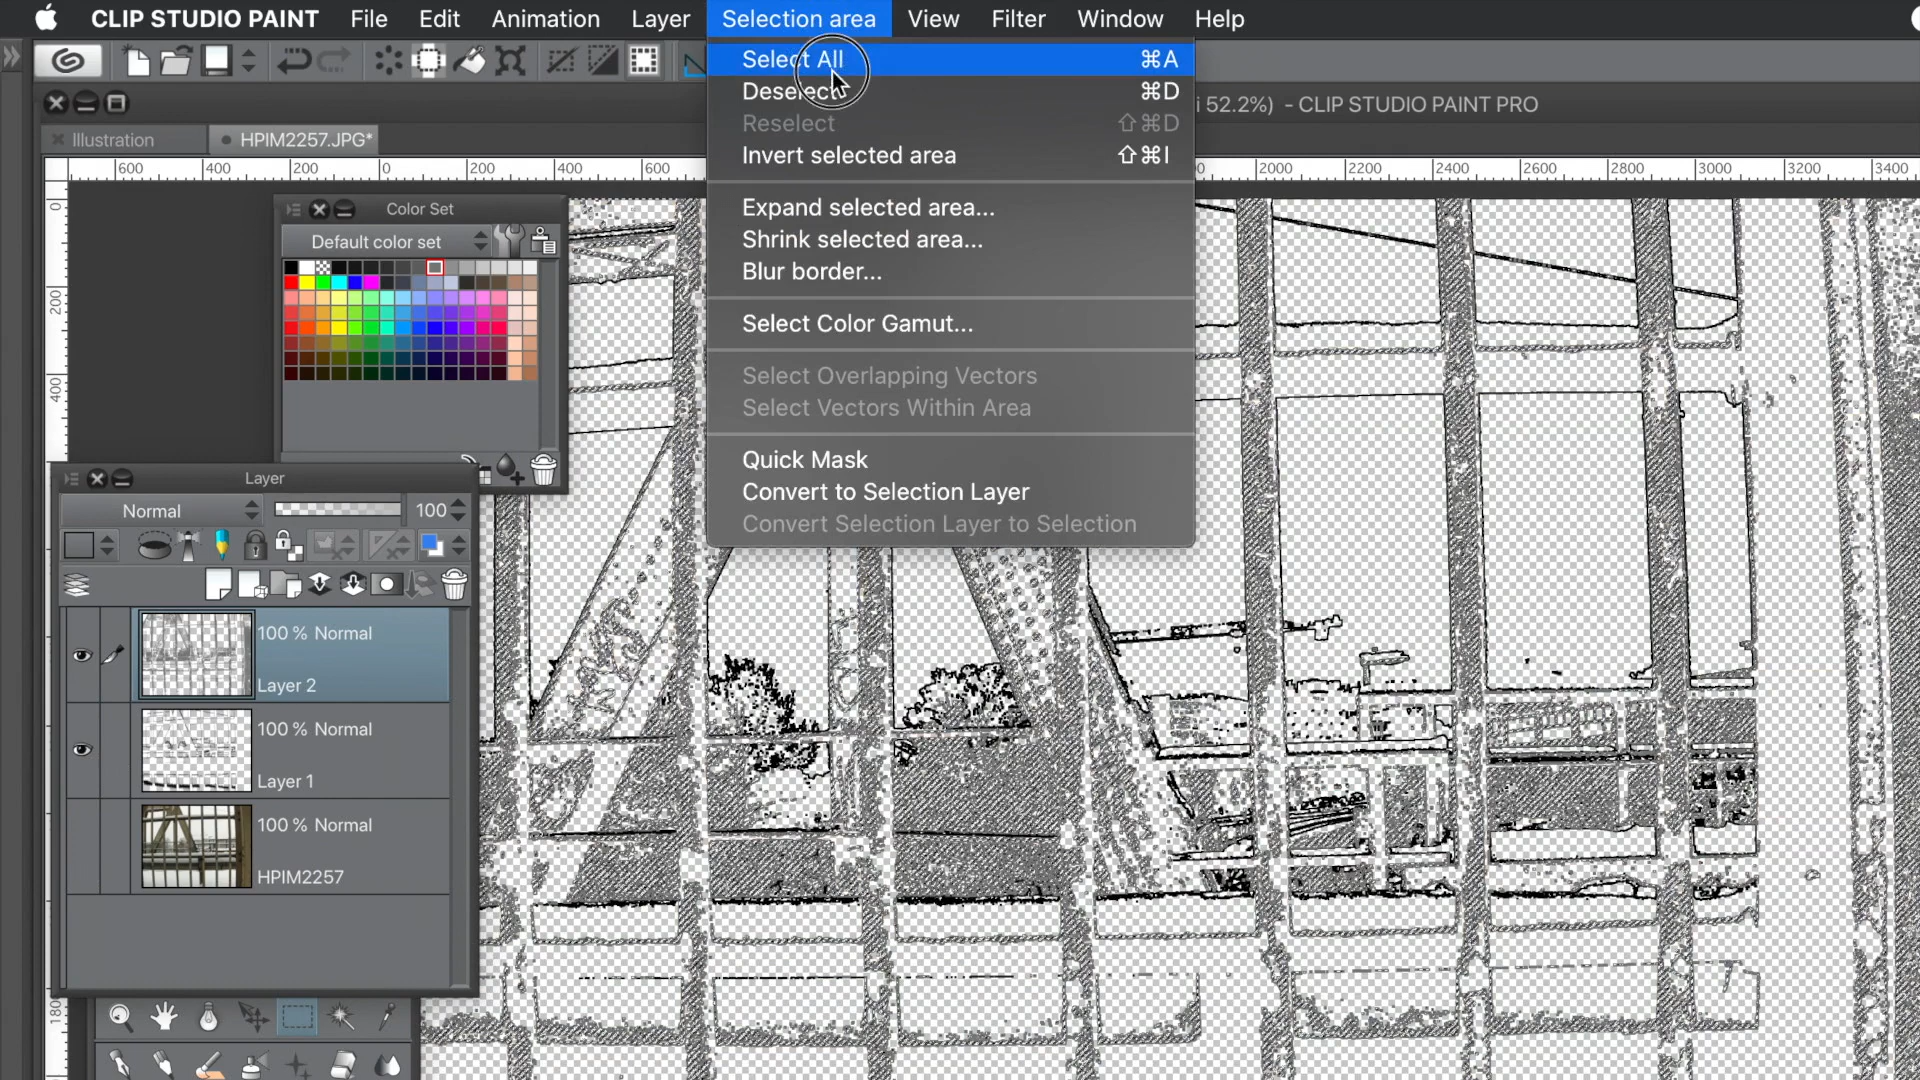 CLIP STUDIO PAINT File Edit Animation Layer Selection area View Filter Window Help
Select All ⌘A
Deselect ⌘D
Reselect ⇧⌘D
Invert selected area ⇧⌘I
Expand selected area...
Shrink selected area...
Blur border...
Select Color Gamut...
Select Overlapping Vectors
Select Vectors Within Area
Quick Mask
Convert to Selection Layer
Convert Selection Layer to Selection
i 52.2%) - CLIP STUDIO PAINT PRO
Illustration HPIM2257.JPG*
600 400 200 0 200 400 600 2000 2200 2400 2600 2800 3000 3200 3400
0
200
400
Color Set
Default color set
Layer
Normal 100
100 % Normal
Layer 2
100 % Normal
Layer 1
100 % Normal
HPIM2257